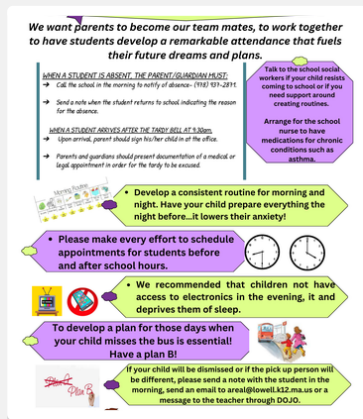 We want parents to become our team mates, to work together
to have students develop a remarkable attendance that fuels
their future dreams and plans.
WHEN A STUDENT IS ABSENT, THE PARENT/GUARDIAN MUST:
→ Call the school in the morning to notify of absence- (978) 937-2871.
→ Send a note when the student returns to school, indicating the reason
for the absence.
WHEN A STUDENT ARRIVES AFTER THE TARDY BELL AT 9:30am:
→ Upon arrival, parent should sign his/her child in at the office.
→ Parents and guardians should present documentation of a medical or
legal appointment in order for the tardy to be excused.
Talk to the school social
workers if your child resists
coming to school or if you
need support around
creating routines.
Arrange for the school
nurse to have
medications for chronic
conditions such as
asthma.
• Develop a consistent routine for morning and
night. Have your child prepare everything the
night before...it lowers their anxiety!
• Please make every effort to schedule
appointments for students before
and after school hours.
• We recommended that children not have
access to electronics in the evening, it and
deprives them of sleep.
To develop a plan for those days when
your child misses the bus is essential!
Have a plan B!
Plan B
If your child will be dismissed or if the pick up person will
be different, please send a note with the student in the
morning, send an email to areal@lowell.k12.ma.us or a
message to the teacher through DOJO.